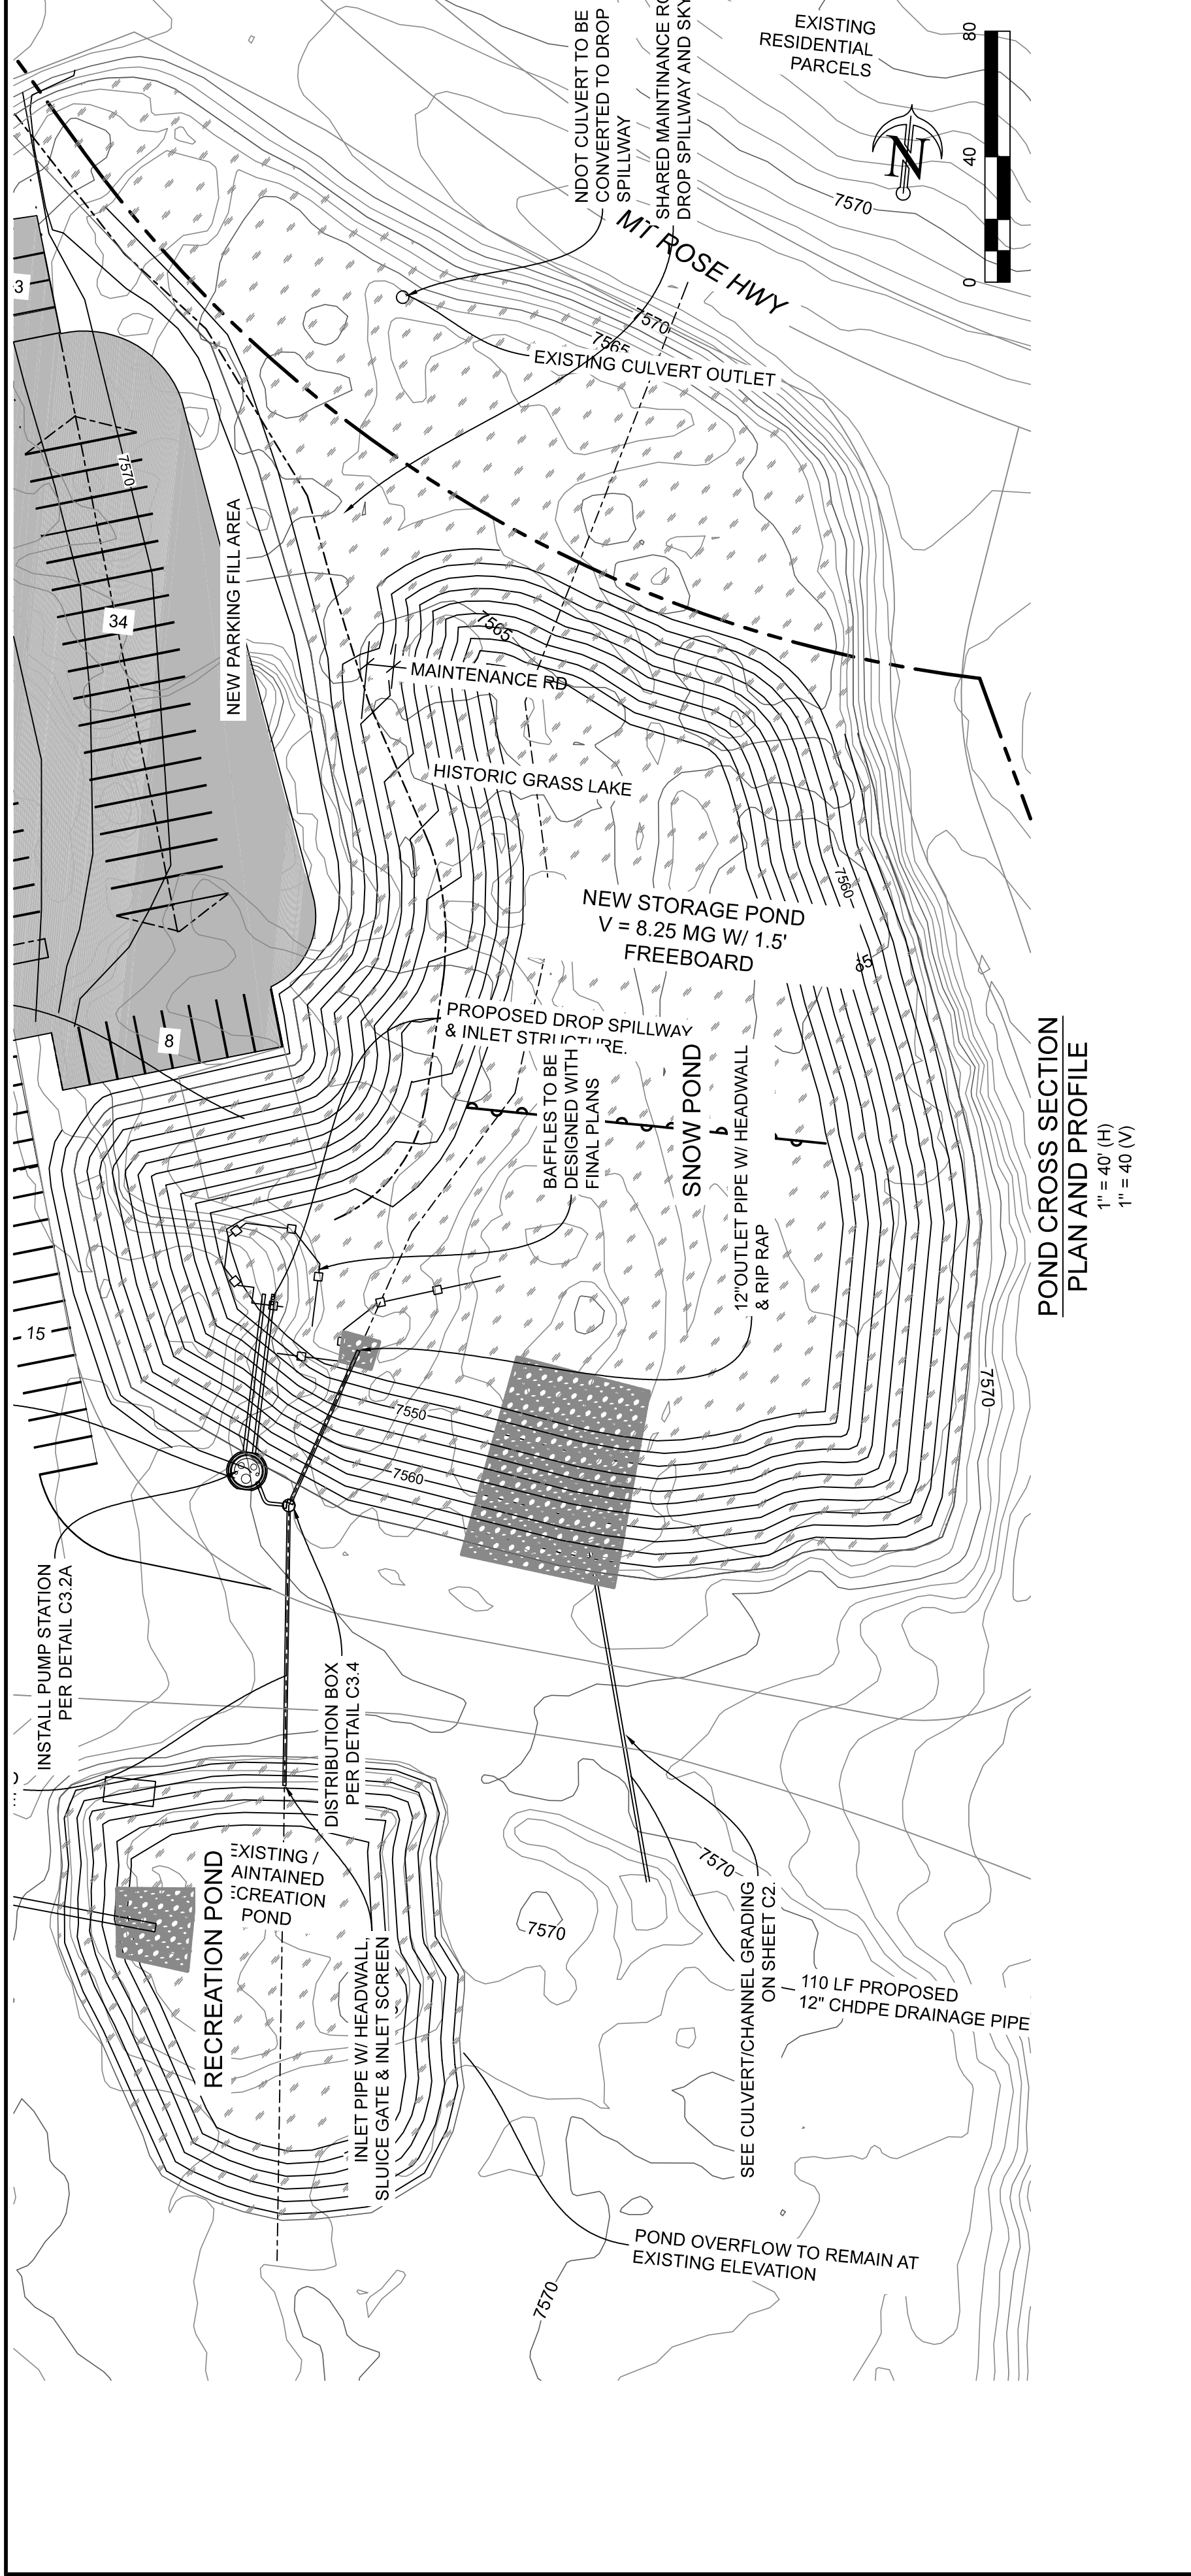 EXISTING
RESIDENTIAL
PARCELS
80
40
0
N
NDOT CULVERT TO BE
CONVERTED TO DROP
SPILLWAY
SHARED MAINTINANCE
DROP SPILLWAY AND SKY
MT ROSE HWY
7570
7570
7565
EXISTING CULVERT OUTLET
3
7570
34
NEW PARKING FILL AREA
7565
MAINTENANCE RD
HISTORIC GRASS LAKE
7560
NEW STORAGE POND
V = 8.25 MG W/ 1.5'
FREEBOARD
65
8
PROPOSED DROP SPILLWAY
& INLET STRUCTURE.
BAFFLES TO BE
DESIGNED WITH
FINAL PLANS
SNOW POND
12"OUTLET PIPE W/ HEADWALL
& RIP RAP
POND CROSS SECTION
PLAN AND PROFILE
1" = 40' (H)
1" = 40 (V)
15
7570
7550
7560
INSTALL PUMP STATION
PER DETAIL C3.2A
DISTRIBUTION BOX
PER DETAIL C3.4
RECREATION POND
EXISTING /
AINTAINED
ECREATION
POND
INLET PIPE W/ HEADWALL,
SLUICE GATE & INLET SCREEN
7570
7570
SEE CULVERT/CHANNEL GRADING
ON SHEET C2.
110 LF PROPOSED
12" CHDPE DRAINAGE PIPE
POND OVERFLOW TO REMAIN AT
EXISTING ELEVATION
7570